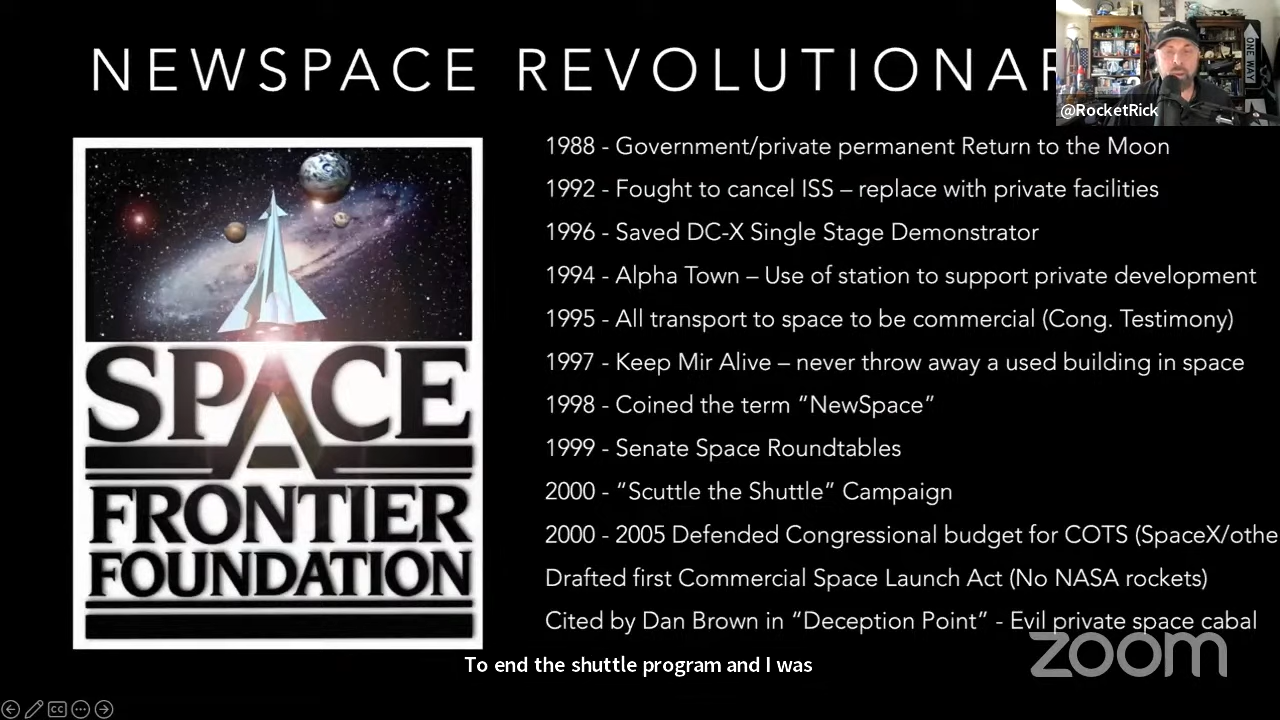 NEWSPACE REVOLUTIONAR
@RocketRick
ONE WAY
SPACE
FRONTIER
FOUNDATION
1988 - Government/private permanent Return to the Moon
1992 - Fought to cancel ISS – replace with private facilities
1996 - Saved DC-X Single Stage Demonstrator
1994 - Alpha Town – Use of station to support private development
1995 - All transport to space to be commercial (Cong. Testimony)
1997 - Keep Mir Alive – never throw away a used building in space
1998 - Coined the term “NewSpace”
1999 - Senate Space Roundtables
2000 - “Scuttle the Shuttle” Campaign
2000 - 2005 Defended Congressional budget for COTS (SpaceX/othe
Drafted first Commercial Space Launch Act (No NASA rockets)
Cited by Dan Brown in “Deception Point” - Evil private space cabal
zoom
To end the shuttle program and I was
CC